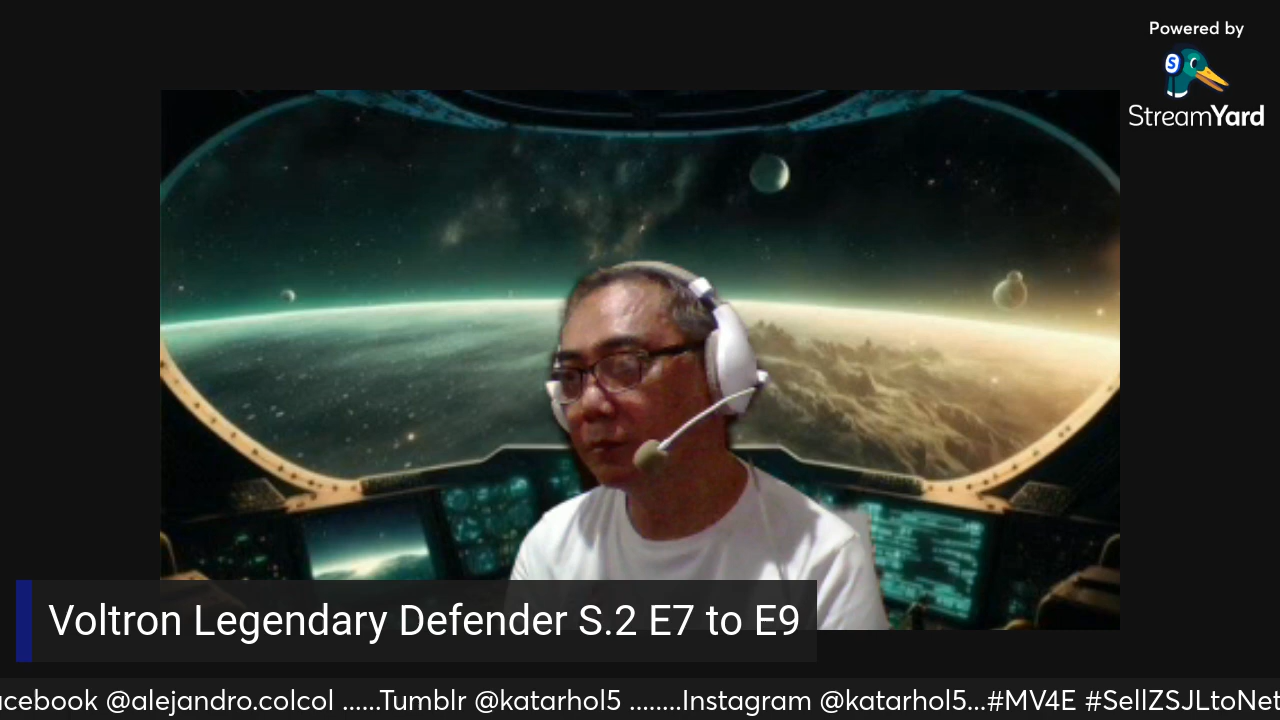 Powered by
S
StreamYard
Voltron Legendary Defender S.2 E7 to E9
acebook @alejandro.colcol ......Tumblr @katarhol5 ........Instagram @katarhol5...#MV4E #SellZSJLtoNet